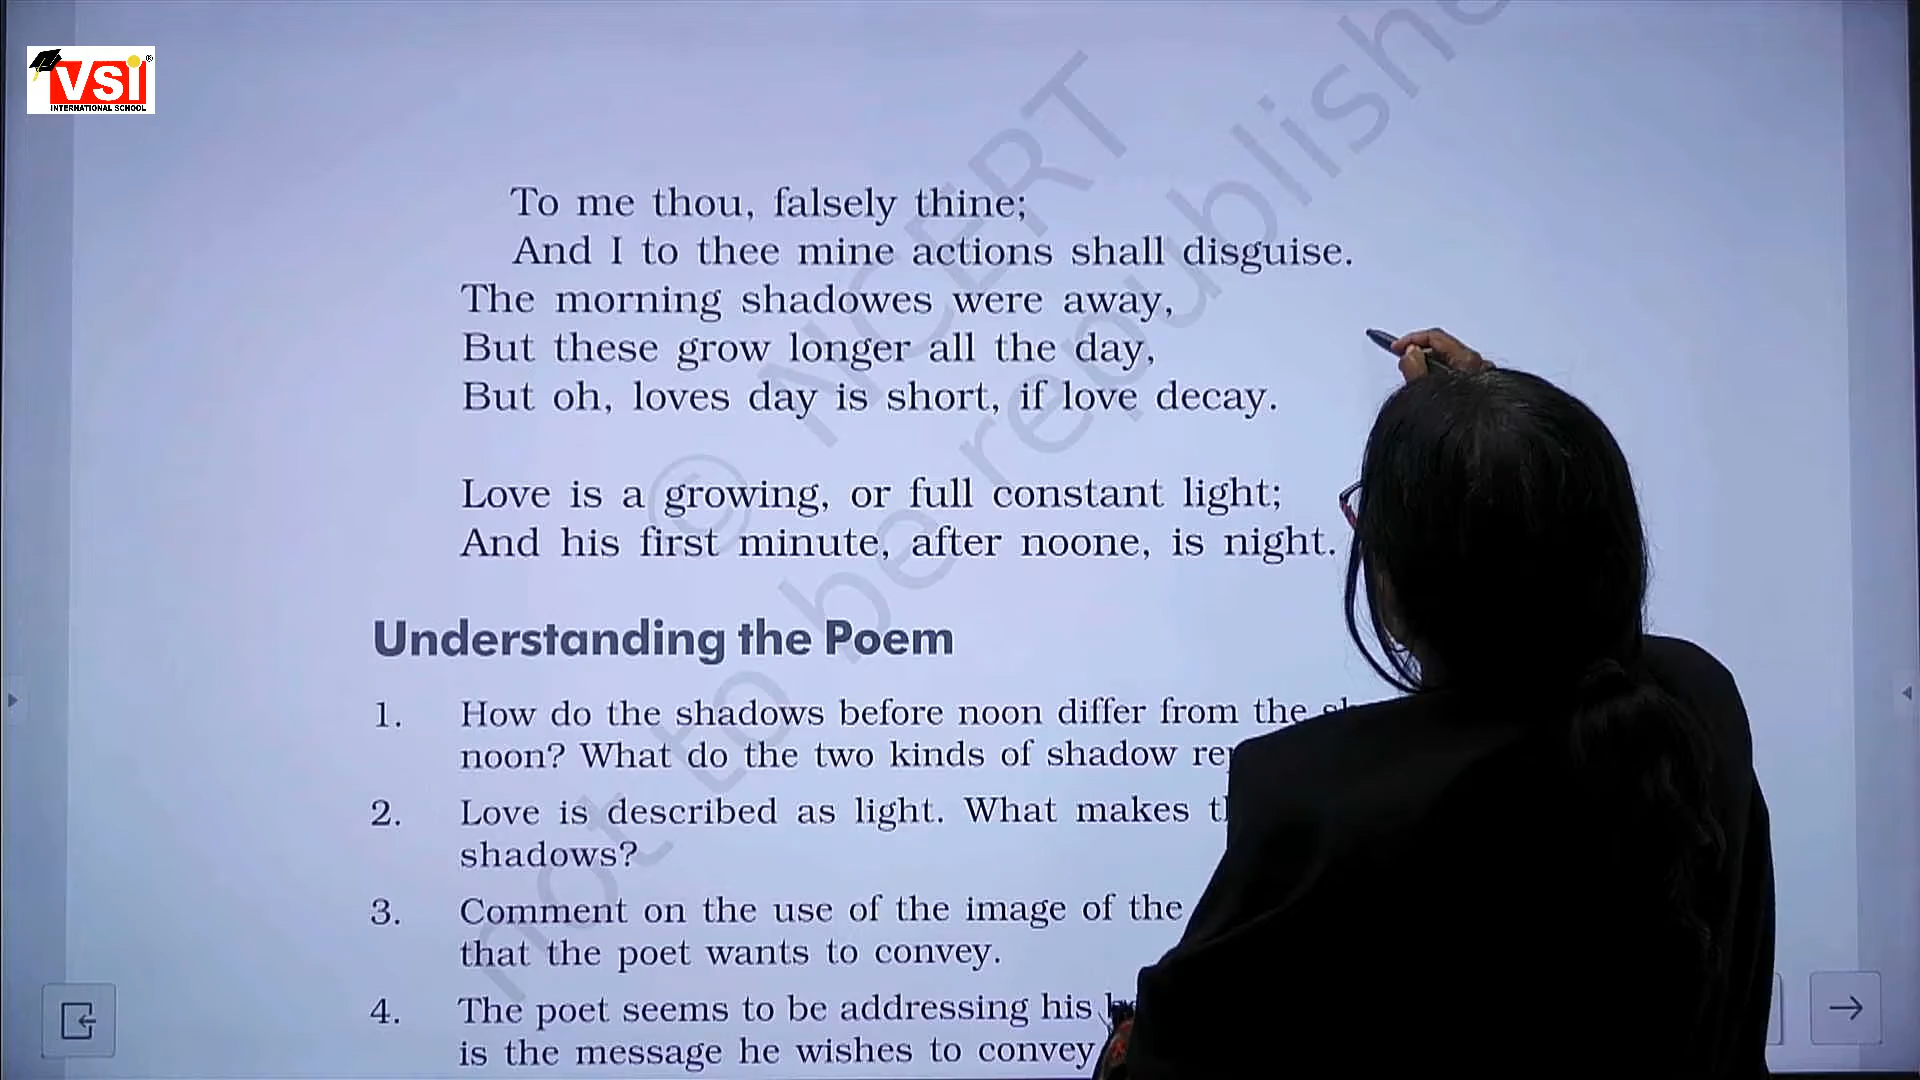 VSI
INTERNATIONAL SCHOOL
© NCERT
not to be republishe
To me thou, falsely thine;
And I to thee mine actions shall disguise.
The morning shadowes were away,
But these grow longer all the day,
But oh, loves day is short, if love decay.
Love is a growing, or full constant light;
And his first minute, after noone, is night.
Understanding the Poem
1. How do the shadows before noon differ from the
noon? What do the two kinds of shadow
2. Love is described as light. What makes
shadows?
3. Comment on the use of the image of the
that the poet wants to convey.
4. The poet seems to be addressing his
is the message he wishes to convey